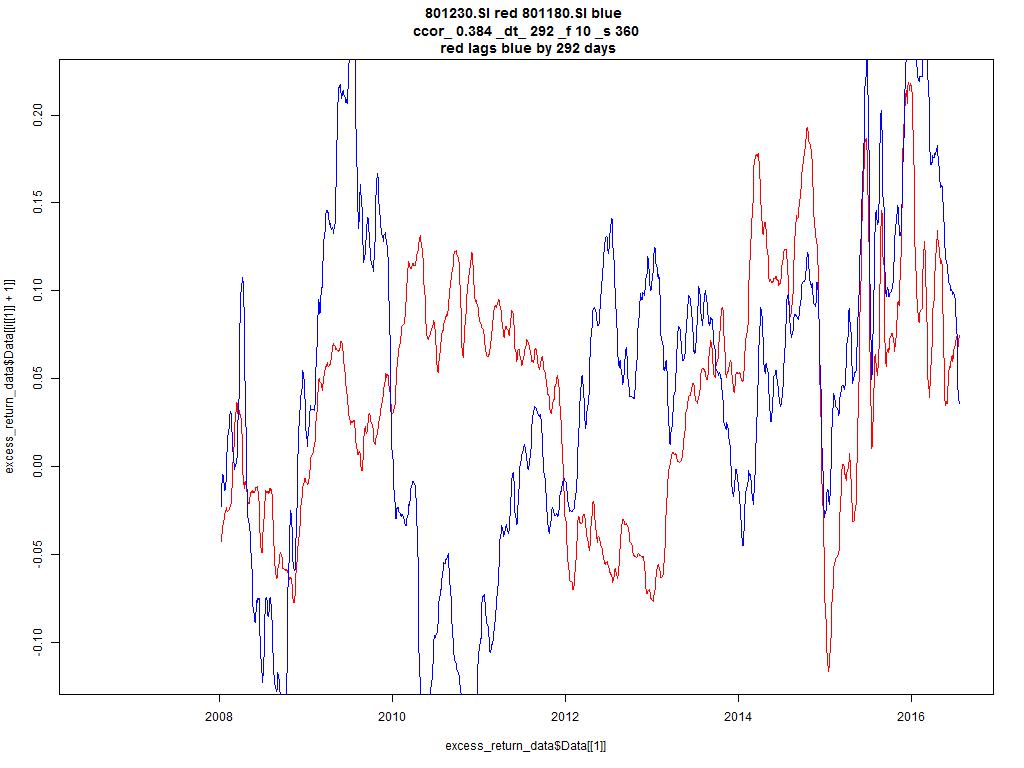 801230.SI red 801180.SI blue
ccor_ 0.384 _dt_ 292 _f 10 _s 360
red lags blue by 292 days
0.20
0.15
0.10
0.05
0.00
-0.05
-0.10
excess_return_data$Data[[i[[1]] + 1]]
2008 2010 2012 2014 2016
excess_return_data$Data[[1]]